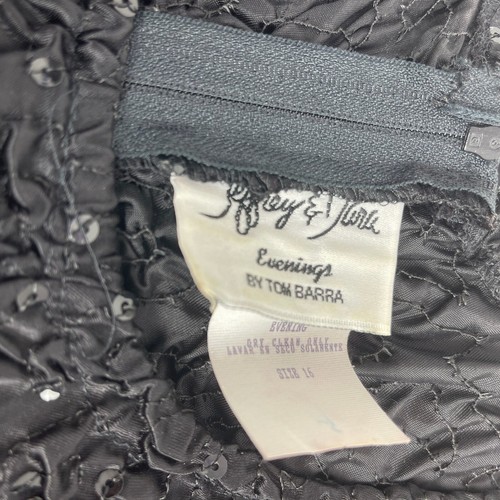 Jeffrey & Dara
Evenings
BY TOM BARRA
EVENING
DRY CLEAN ONLY
LAVAR EN SECO SOLAMENTE
SIZE 16